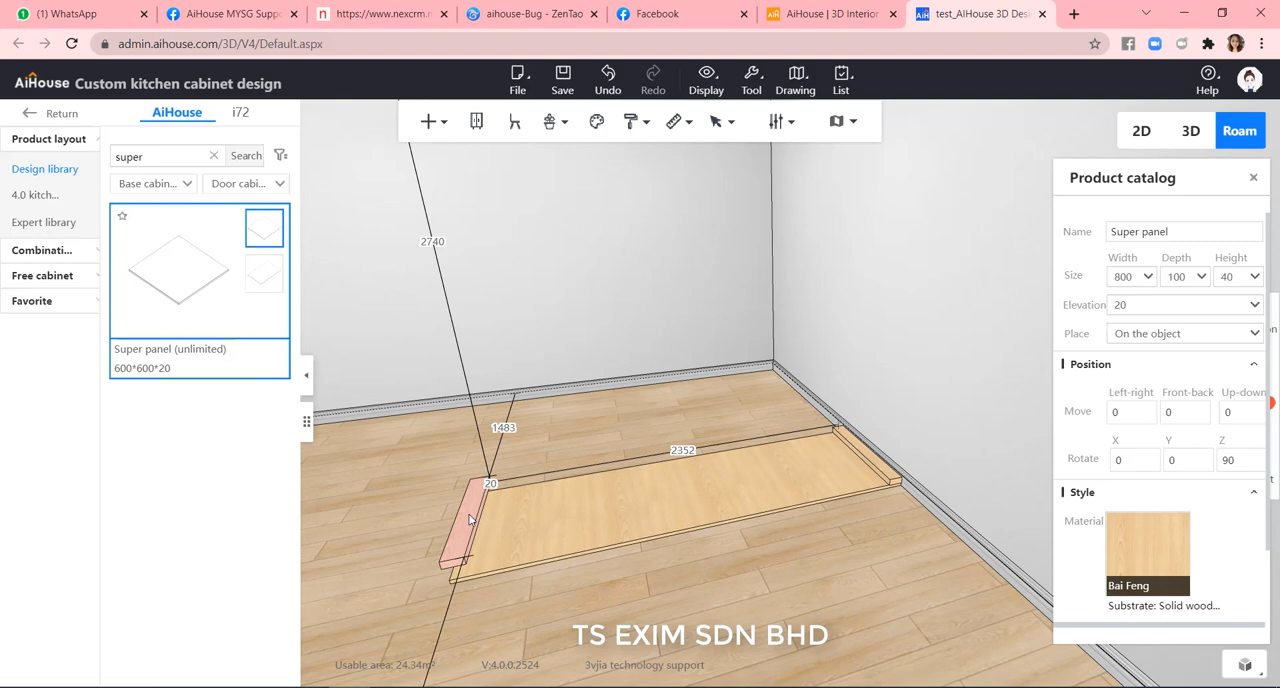 WhatsApp
AiHouse MYSG Supp
https://www.nexcrm.n
aihouse-Bug - ZenTao
Facebook
AiHouse | 3D Interior
test_AIHouse 3D Desi
admin.aihouse.com/3D/V4/Default.aspx
AiHouse Custom kitchen cabinet design
File
Save
Undo
Redo
Display
Tool
Drawing
List
Help
Return
AiHouse
i72
Product layout
Design library
4.0 kitch...
Expert library
Combinati...
Free cabinet
Favorite
super
Search
Base cabin...
Door cabi...
Super panel (unlimited)
600*600*20
2D
3D
Roam
2740
1483
2352
20
Product catalog
Name
Super panel
Width
Depth
Height
Size
800
100
40
Elevation
20
Place
On the object
Position
Left-right
Front-back
Up-down
Move
0
0
0
X
Y
Z
Rotate
0
0
90
Style
Material
Bai Feng
Substrate: Solid wood...
TS EXIM SDN BHD
Usable area: 24.34m²
V:4.0.0.2524
3vjia technology support